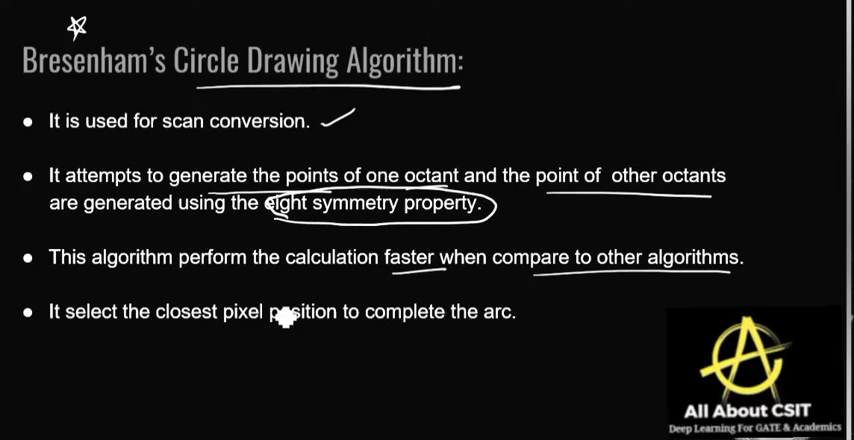 Bresenham's Circle Drawing Algorithm:
● It is used for scan conversion.
● It attempts to generate the points of one octant and the point of other octants
are generated using the eight symmetry property.
● This algorithm perform the calculation faster when compare to other algorithms.
● It select the closest pixel position to complete the arc.
All About CSIT
Deep Learning For GATE & Academics